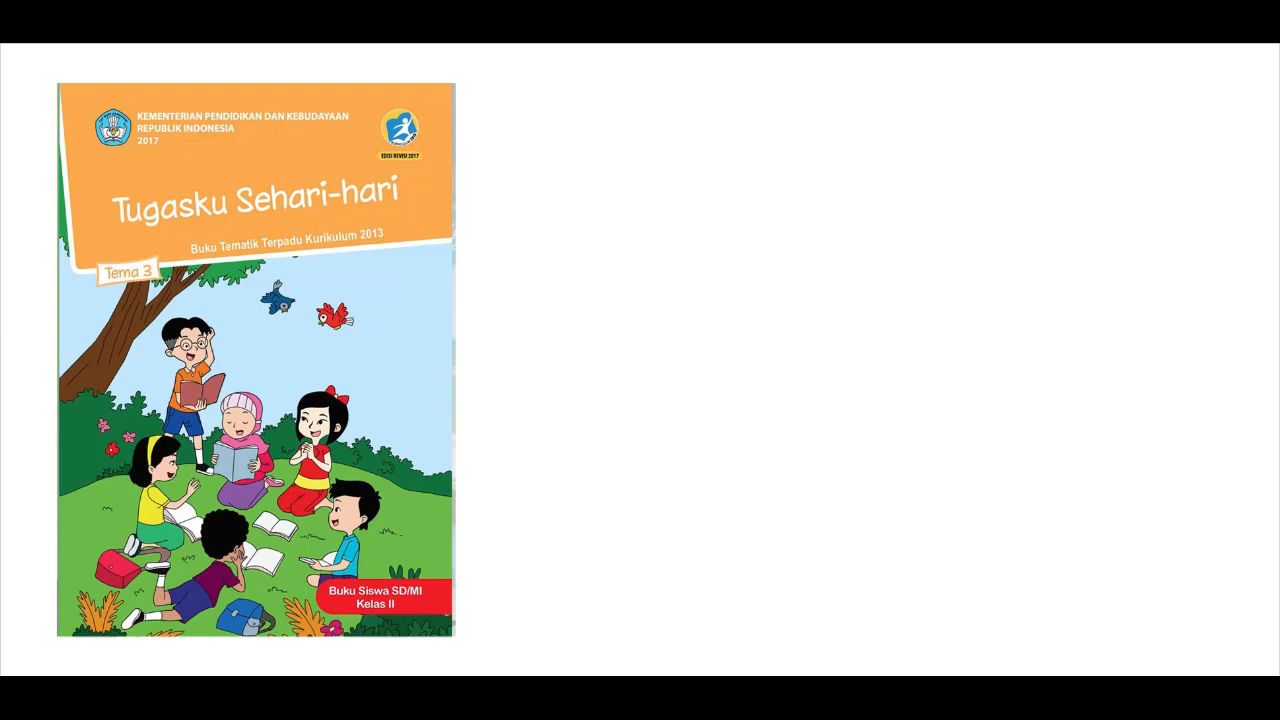 KEMENTERIAN PENDIDIKAN DAN KEBUDAYAAN
REPUBLIK INDONESIA
2017
EDISI REVISI 2017
Tugasku Sehari-hari
Buku Tematik Terpadu Kurikulum 2013
Tema 3
Buku Siswa SD/MI
Kelas II